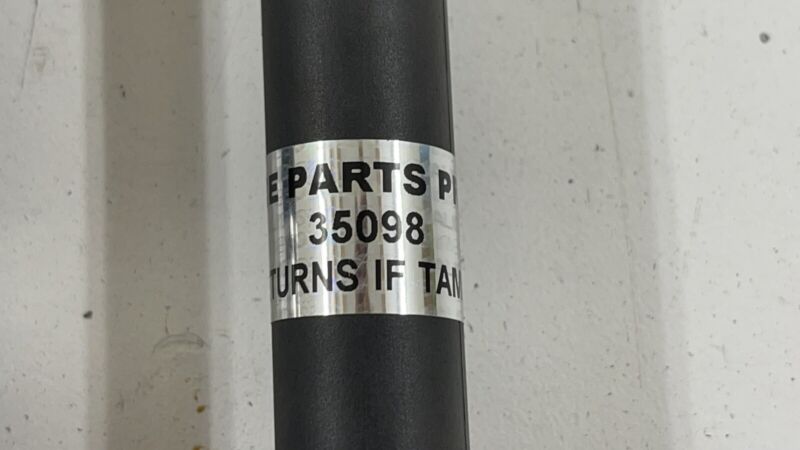 E PARTS P
35098
TURNS IF TAM